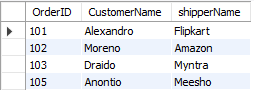 OrderID CustomerName shipperName
101 Alexandro Flipkart
102 Moreno Amazon
103 Draido Myntra
105 Anontio Meesho